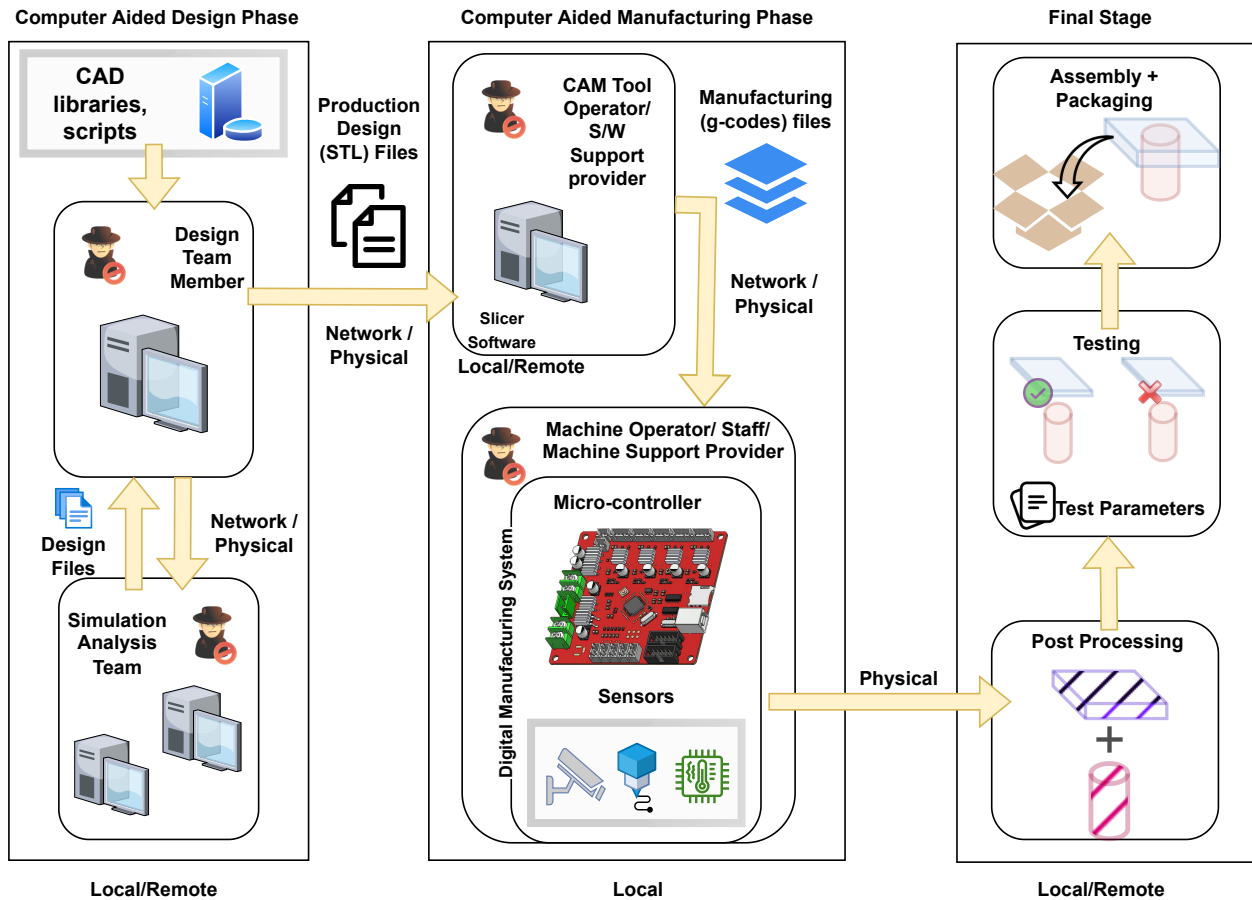 Computer Aided Design Phase
CAD
libraries,
scripts
Design
Team
Member
Design
Files
Network /
Physical
Simulation
Analysis
Team
Local/Remote
Production
Design
(STL) Files
Network /
Physical
Computer Aided Manufacturing Phase
CAM Tool
Operator/
S/W
Support
provider
Slicer
Software
Local/Remote
Manufacturing
(g-codes) files
Network /
Physical
Machine Operator/ Staff/
Machine Support Provider
Digital Manufacturing System
Micro-controller
Sensors
Local
Physical
Final Stage
Assembly +
Packaging
Testing
Test Parameters
Post Processing
Local/Remote